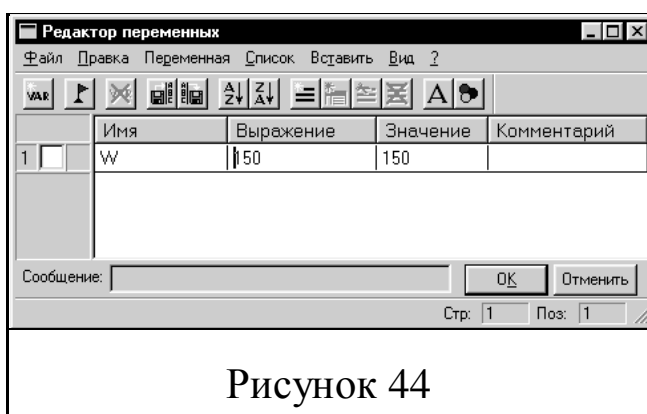 Редактор переменных
Файл Правка Переменная Список Вставить Вид ?
VAR A Z Z A A
Имя Выражение Значение Комментарий
1 W 150 150
Сообщение: OK Отменить
Стр: 1 Поз: 1
Рисунок 44